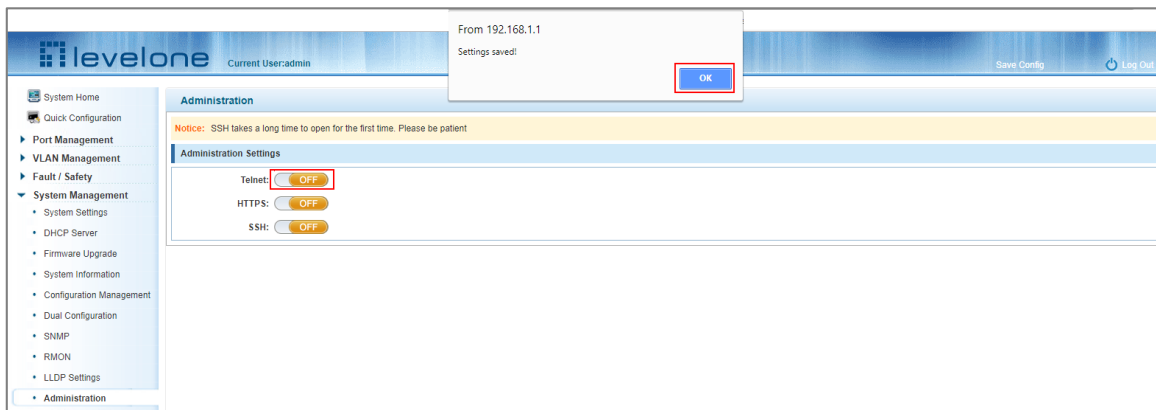 From 192.168.1.1
Settings saved!
OK
levelone
Current User:admin
Save Config
Log Out
System Home
Quick Configuration
Port Management
VLAN Management
Fault / Safety
System Management
System Settings
DHCP Server
Firmware Upgrade
System Information
Configuration Management
Dual Configuration
SNMP
RMON
LLDP Settings
Administration
Administration
Notice: SSH takes a long time to open for the first time. Please be patient
Administration Settings
Telnet: OFF
HTTPS: OFF
SSH: OFF